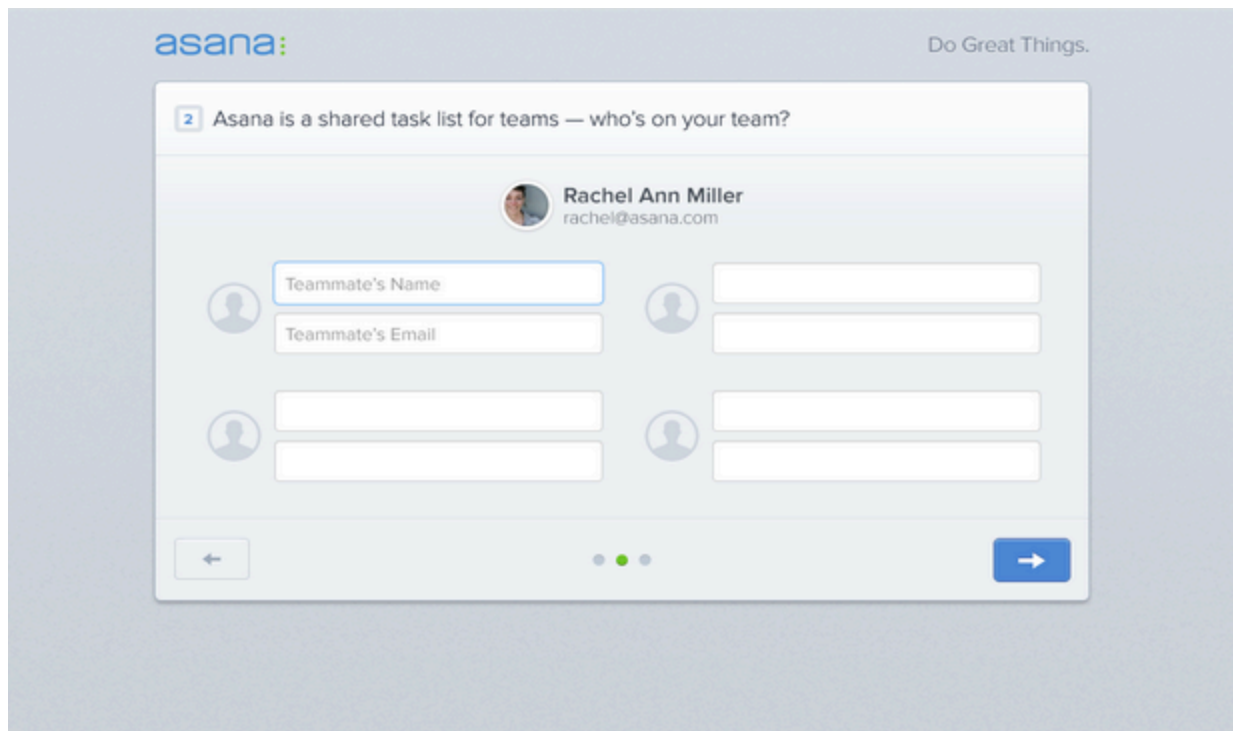 asana
Do Great Things.
2 Asana is a shared task list for teams — who's on your team?
Rachel Ann Miller
rachel@asana.com
Teammate's Name
Teammate's Email